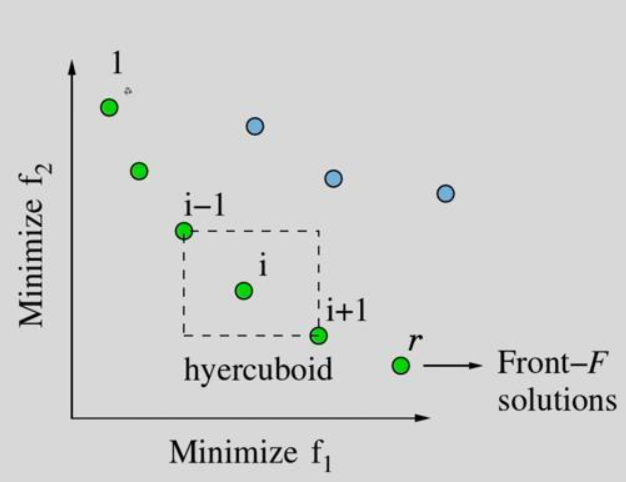 1
Minimize f₂
i−1
i
i+1
r
hyercuboid
Front–F
solutions
Minimize f₁